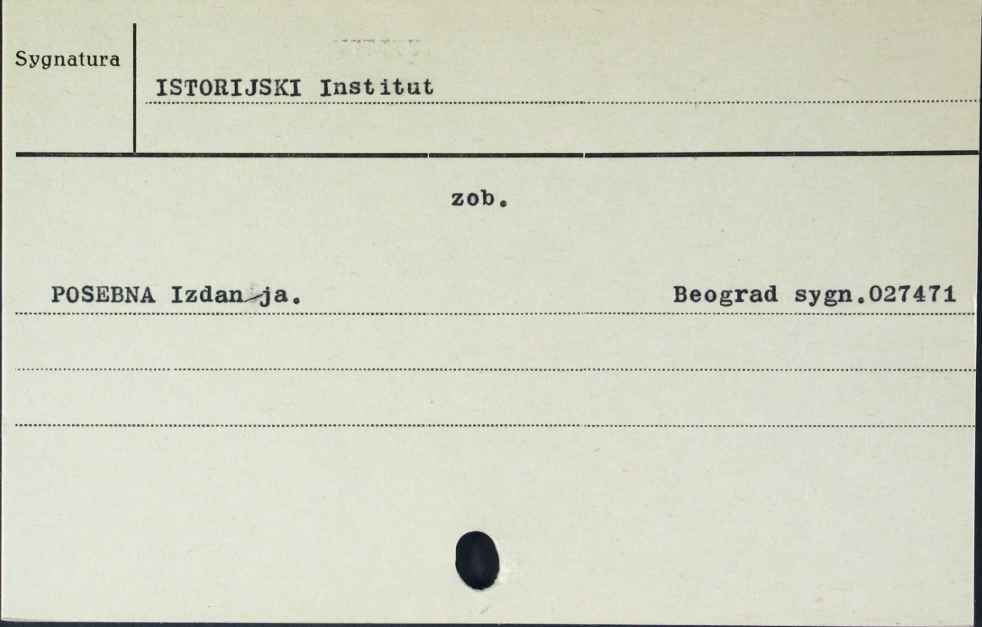 Sygnatura
ISTORIJSKI Institut
zob.
POSEBNA Izdan ja. Beograd sygn.027471